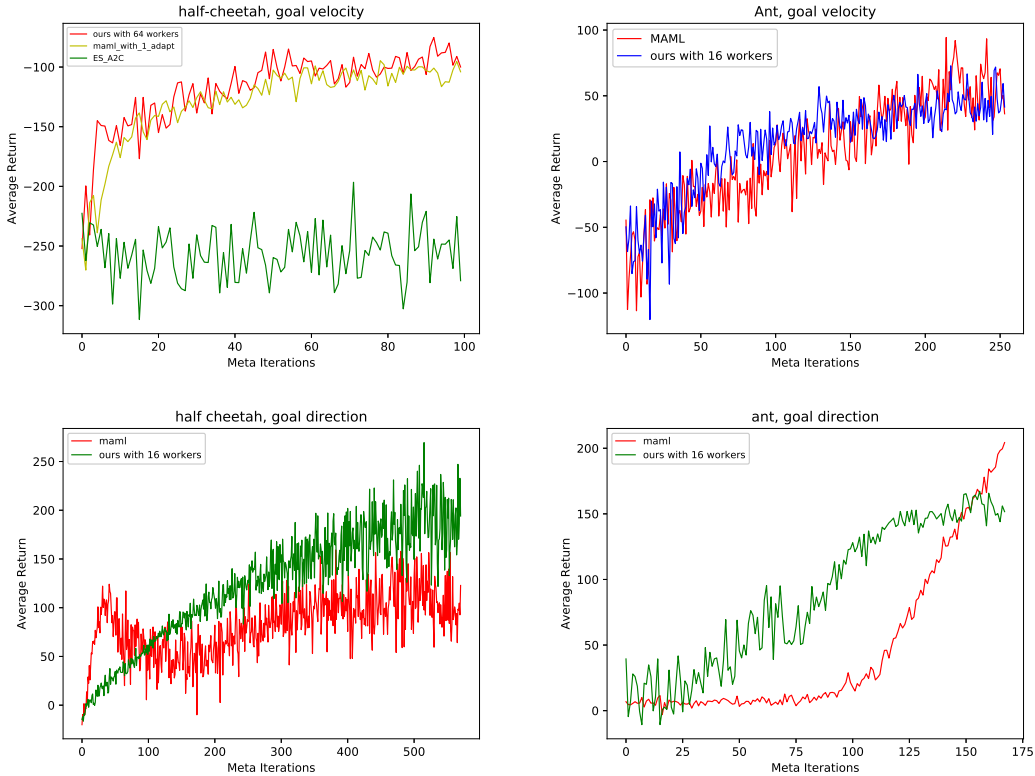 half-cheetah, goal velocity
ours with 64 workers
maml_with_1_adapt
ES_A2C
Average Return
−100
−150
−200
−250
−300
0
20
40
60
80
100
Meta Iterations
Ant, goal velocity
MAML
ours with 16 workers
Average Return
100
50
0
−50
−100
0
50
100
150
200
250
Meta Iterations
half cheetah, goal direction
maml
ours with 16 workers
Average Return
250
200
150
100
50
0
0
100
200
300
400
500
Meta Iterations
ant, goal direction
maml
ours with 16 workers
Average Return
200
150
100
50
0
0
25
50
75
100
125
150
175
Meta Iterations